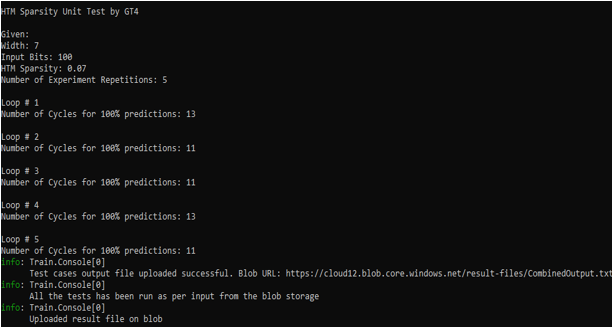 HTM Sparsity Unit Test by GT4
Given:
Width: 7
Input Bits: 100
HTM Sparsity: 0.07
Number of Experiment Repetitions: 5
Loop # 1
Number of Cycles for 100% predictions: 13
Loop # 2
Number of Cycles for 100% predictions: 11
Loop # 3
Number of Cycles for 100% predictions: 11
Loop # 4
Number of Cycles for 100% predictions: 13
Loop # 5
Number of Cycles for 100% predictions: 11
info: Train.Console[0]
Test cases output file uploaded successful. Blob URL: https://cloud12.blob.core.windows.net/result-files/CombinedOutput.txt
info: Train.Console[0]
All the tests has been run as per input from the blob storage
info: Train.Console[0]
Uploaded result file on blob